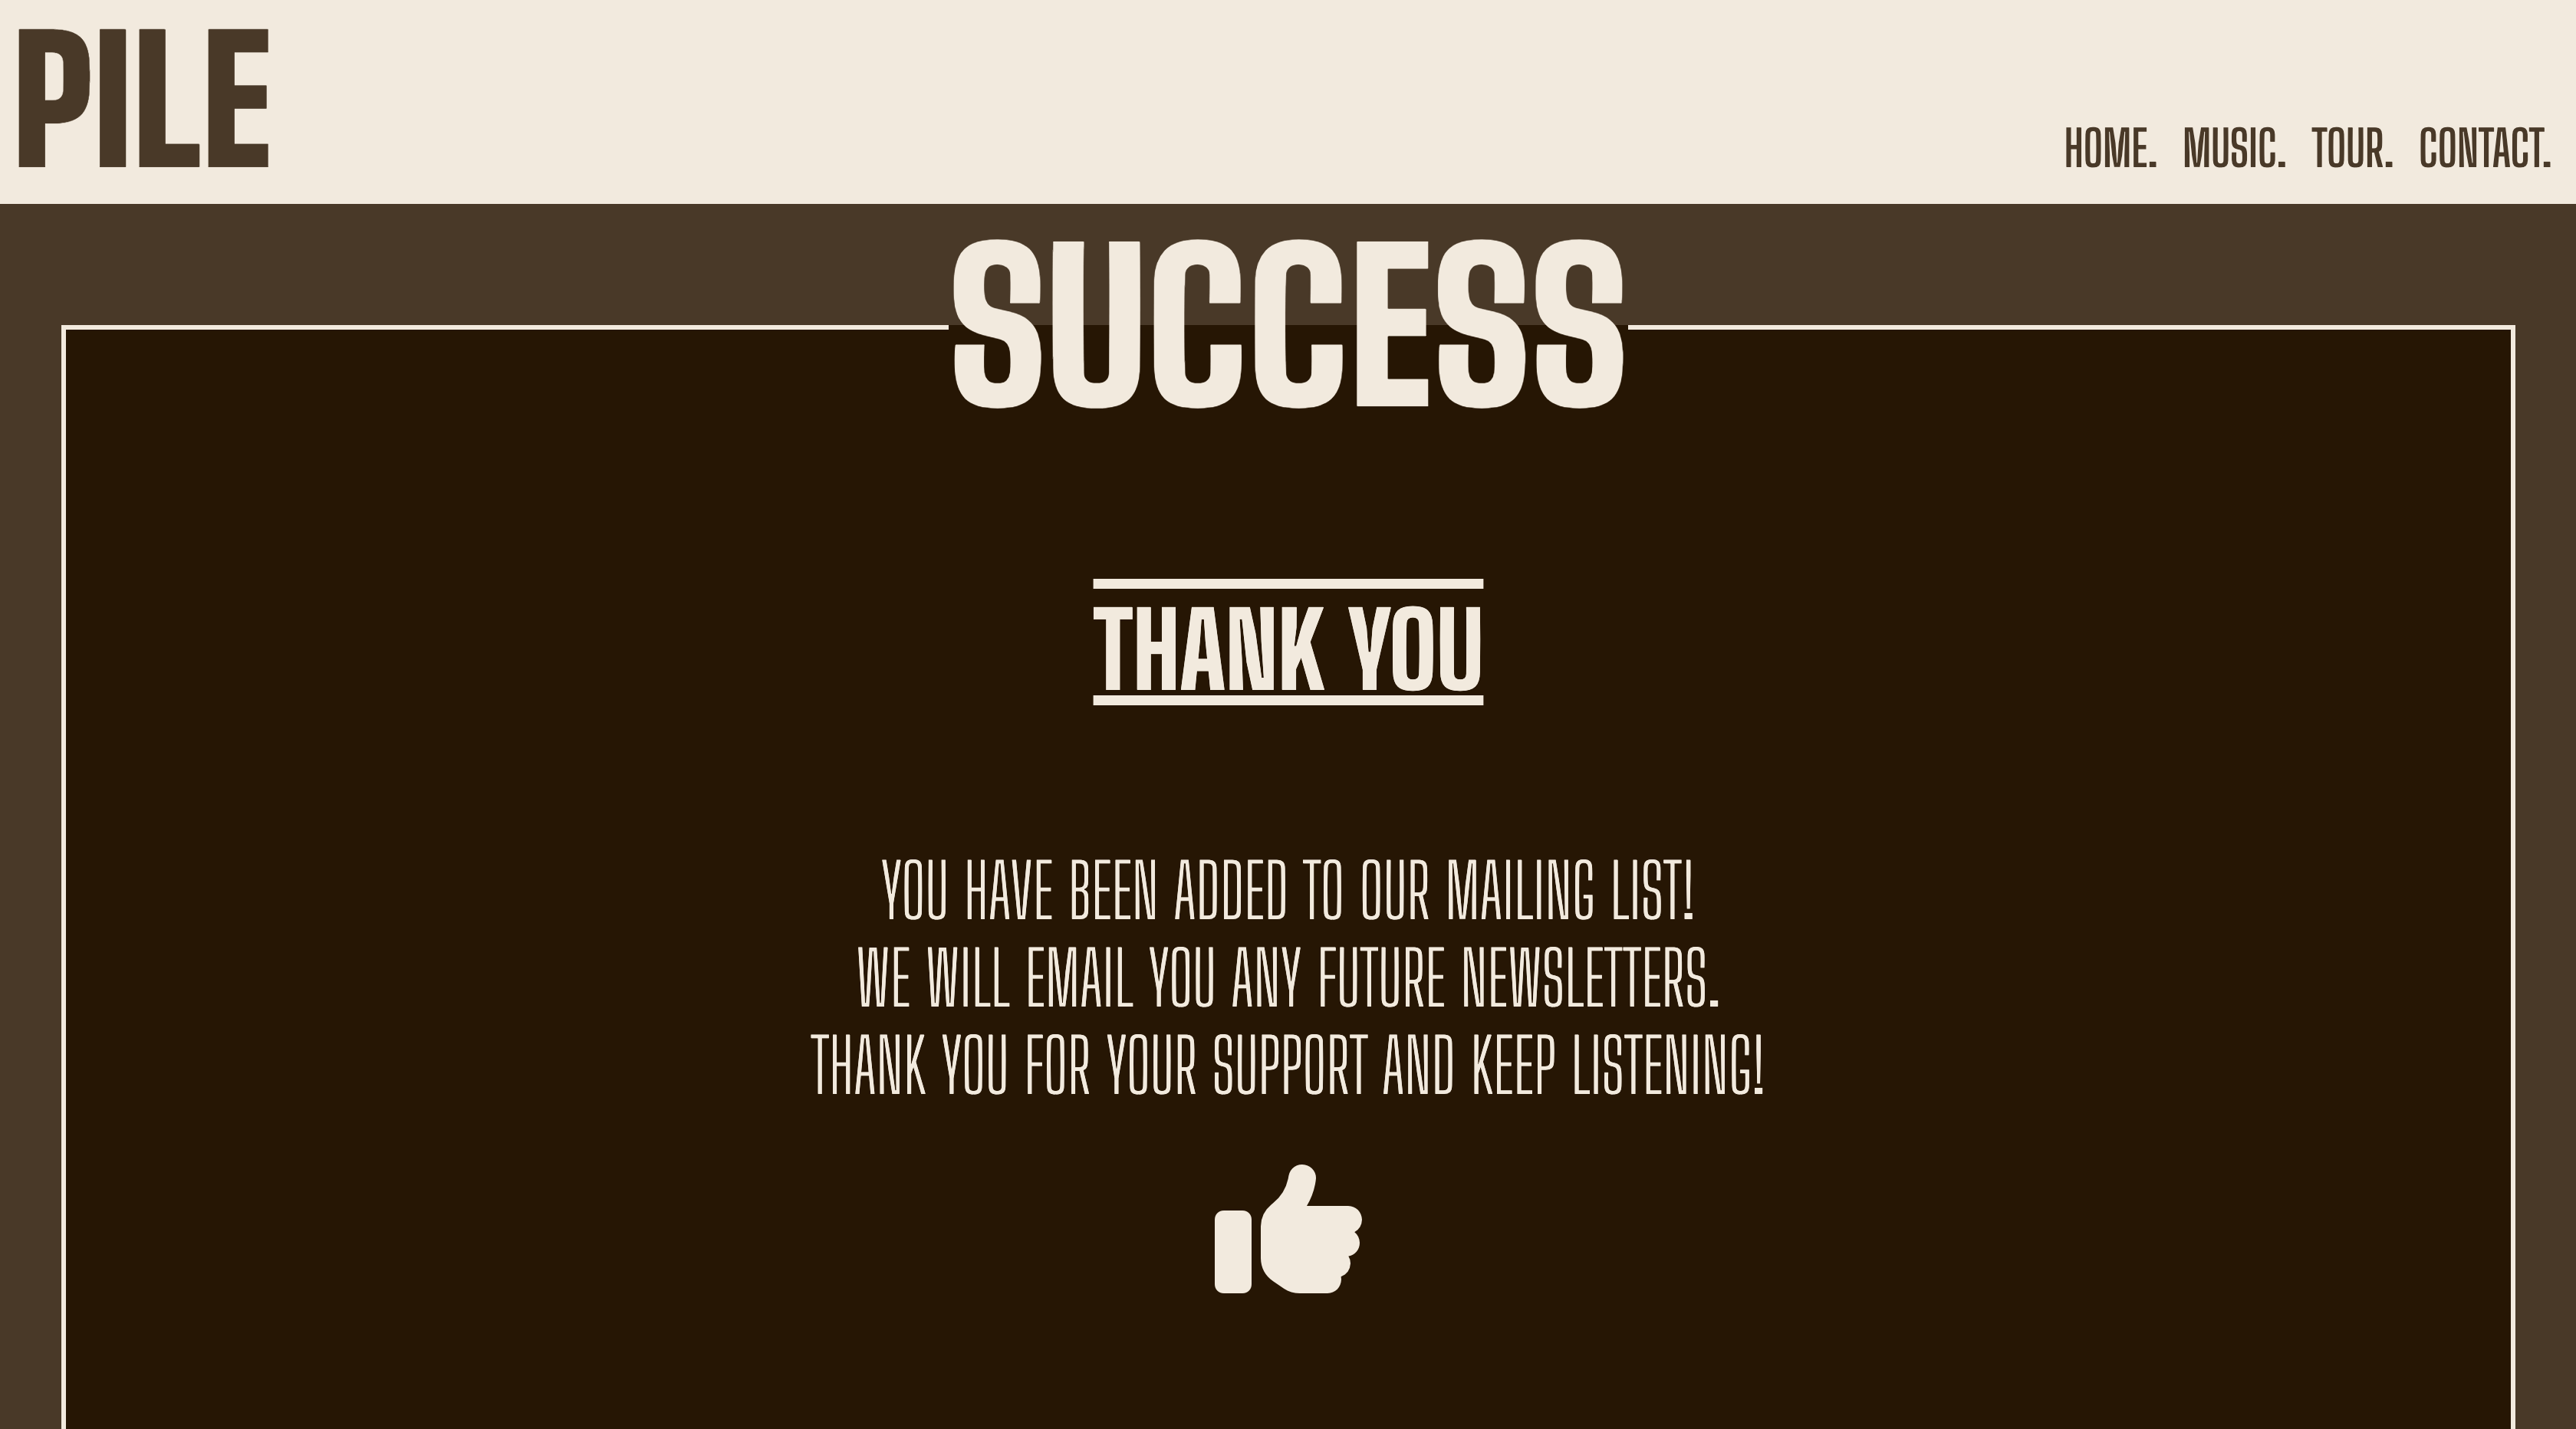 PILE
HOME. MUSIC. TOUR. CONTACT.
SUCCESS
THANK YOU
YOU HAVE BEEN ADDED TO OUR MAILING LIST!
WE WILL EMAIL YOU ANY FUTURE NEWSLETTERS.
THANK YOU FOR YOUR SUPPORT AND KEEP LISTENING!